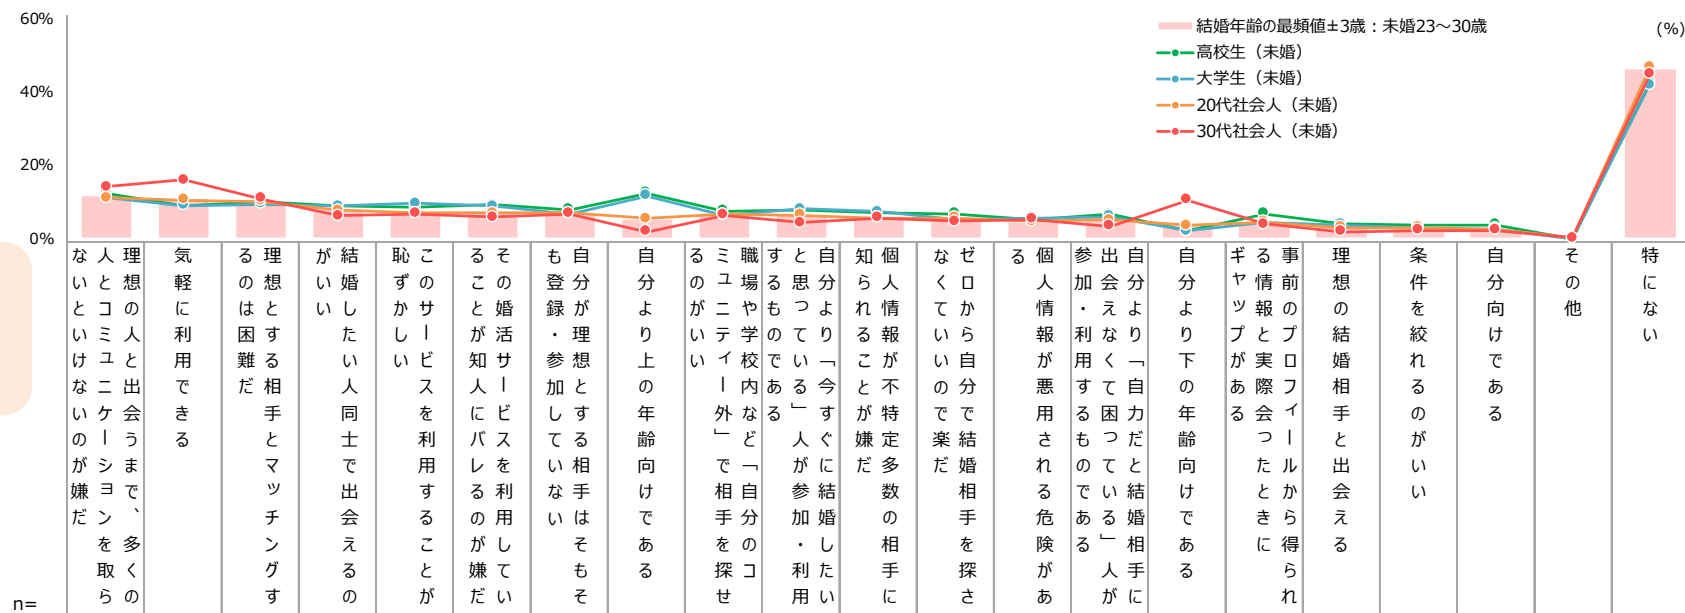 60%
40%
20%
0%
結婚年齢の最頻値±3歳：未婚23～30歳
高校生（未婚）
大学生（未婚）
20代社会人（未婚）
30代社会人（未婚）
(%)
理想の人と出会うまで、多くの
人とコミュニケーションを取ら
ないといけないのが嫌だ
気軽に利用できる
理想とする相手とマッチングす
るのは困難だ
結婚したい人同士で出会えるの
がいい
このサービスを利用することが
恥ずかしい
その婚活サービスを利用してい
ることが知人にバレるのが嫌だ
自分が理想とする相手はそもそ
も登録・参加していない
自分より上の年齢向けである
職場や学校内など「自分のコ
ミュニティー外」で相手を探せ
るのがいい
自分より「今すぐに結婚したい
と思っている」人が参加・利用
するものである
個人情報が不特定多数の相手に
知られることが嫌だ
ゼロから自分で結婚相手を探さ
なくていいので楽だ
個人情報が悪用される危険があ
る
自分より「自力だと結婚相手に
出会えなくて困っている」人が
参加・利用するものである
自分より下の年齢向けである
事前のプロフィールから得られ
る情報と実際会ったときに
ギャップがある
理想の結婚相手と出会える
条件を絞れるのがいい
自分向けである
その他
特にない
n=